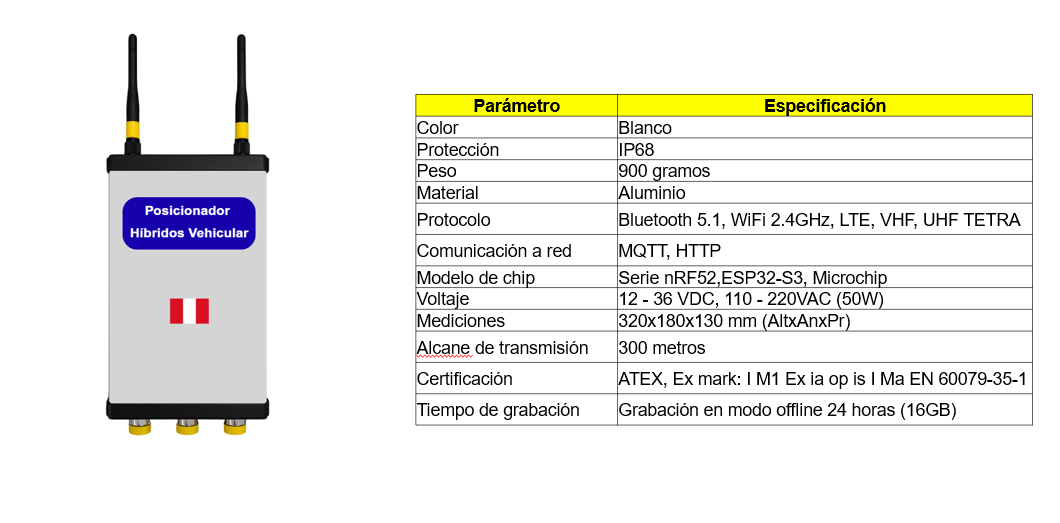 Posicionador
Híbridos Vehicular
Parámetro Especificación
Color Blanco
Protección IP68
Peso 900 gramos
Material Aluminio
Protocolo Bluetooth 5.1, WiFi 2.4GHz, LTE, VHF, UHF TETRA
Comunicación a red MQTT, HTTP
Modelo de chip Serie nRF52,ESP32-S3, Microchip
Voltaje 12 - 36 VDC, 110 - 220VAC (50W)
Mediciones 320x180x130 mm (AltxAnxPr)
Alcane de transmisión 300 metros
Certificación ATEX, Ex mark: I M1 Ex ia op is I Ma EN 60079-35-1
Tiempo de grabación Grabación en modo offline 24 horas (16GB)